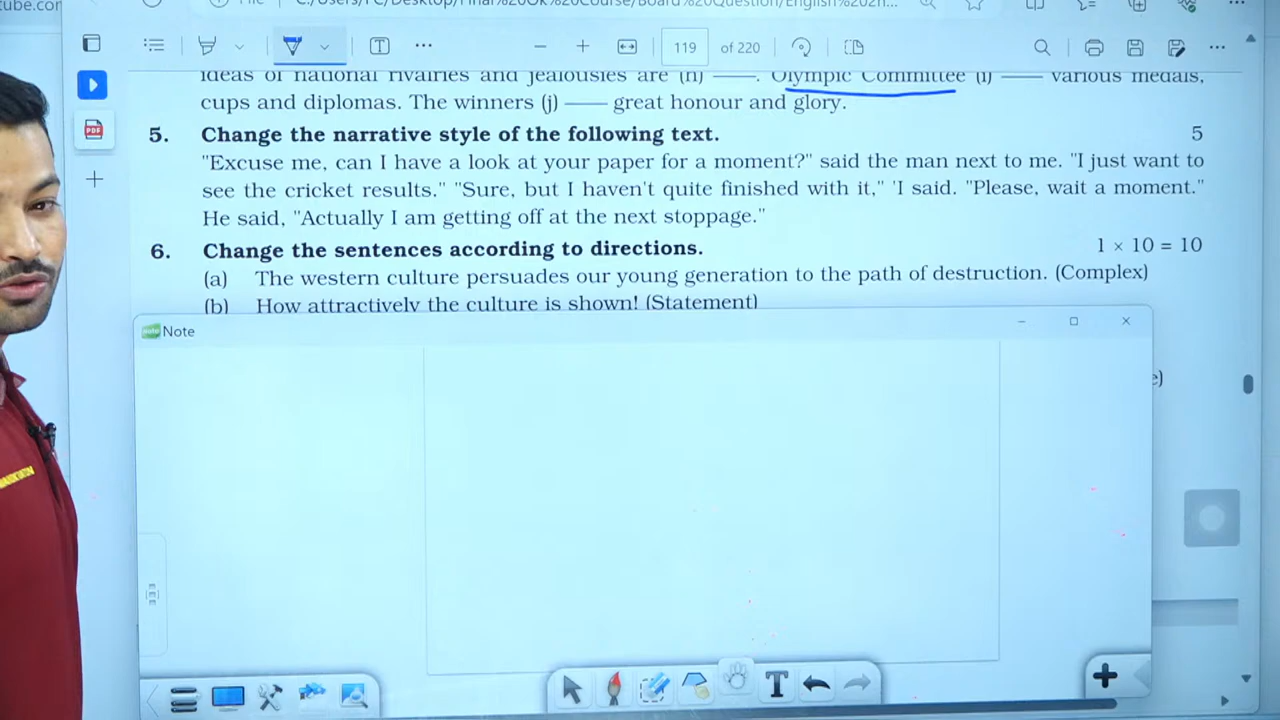 119 of 220
ideas of national rivalries and jealousies are (h) ——. Olympic Committee (i) —— various medals,
cups and diplomas. The winners (j) —— great honour and glory.
5. Change the narrative style of the following text. 5
"Excuse me, can I have a look at your paper for a moment?" said the man next to me. "I just want to
see the cricket results." "Sure, but I haven't quite finished with it," 'I said. "Please, wait a moment."
He said, "Actually I am getting off at the next stoppage."
6. Change the sentences according to directions. 1 × 10 = 10
(a) The western culture persuades our young generation to the path of destruction. (Complex)
(b) How attractively the culture is shown! (Statement)
Note
e)